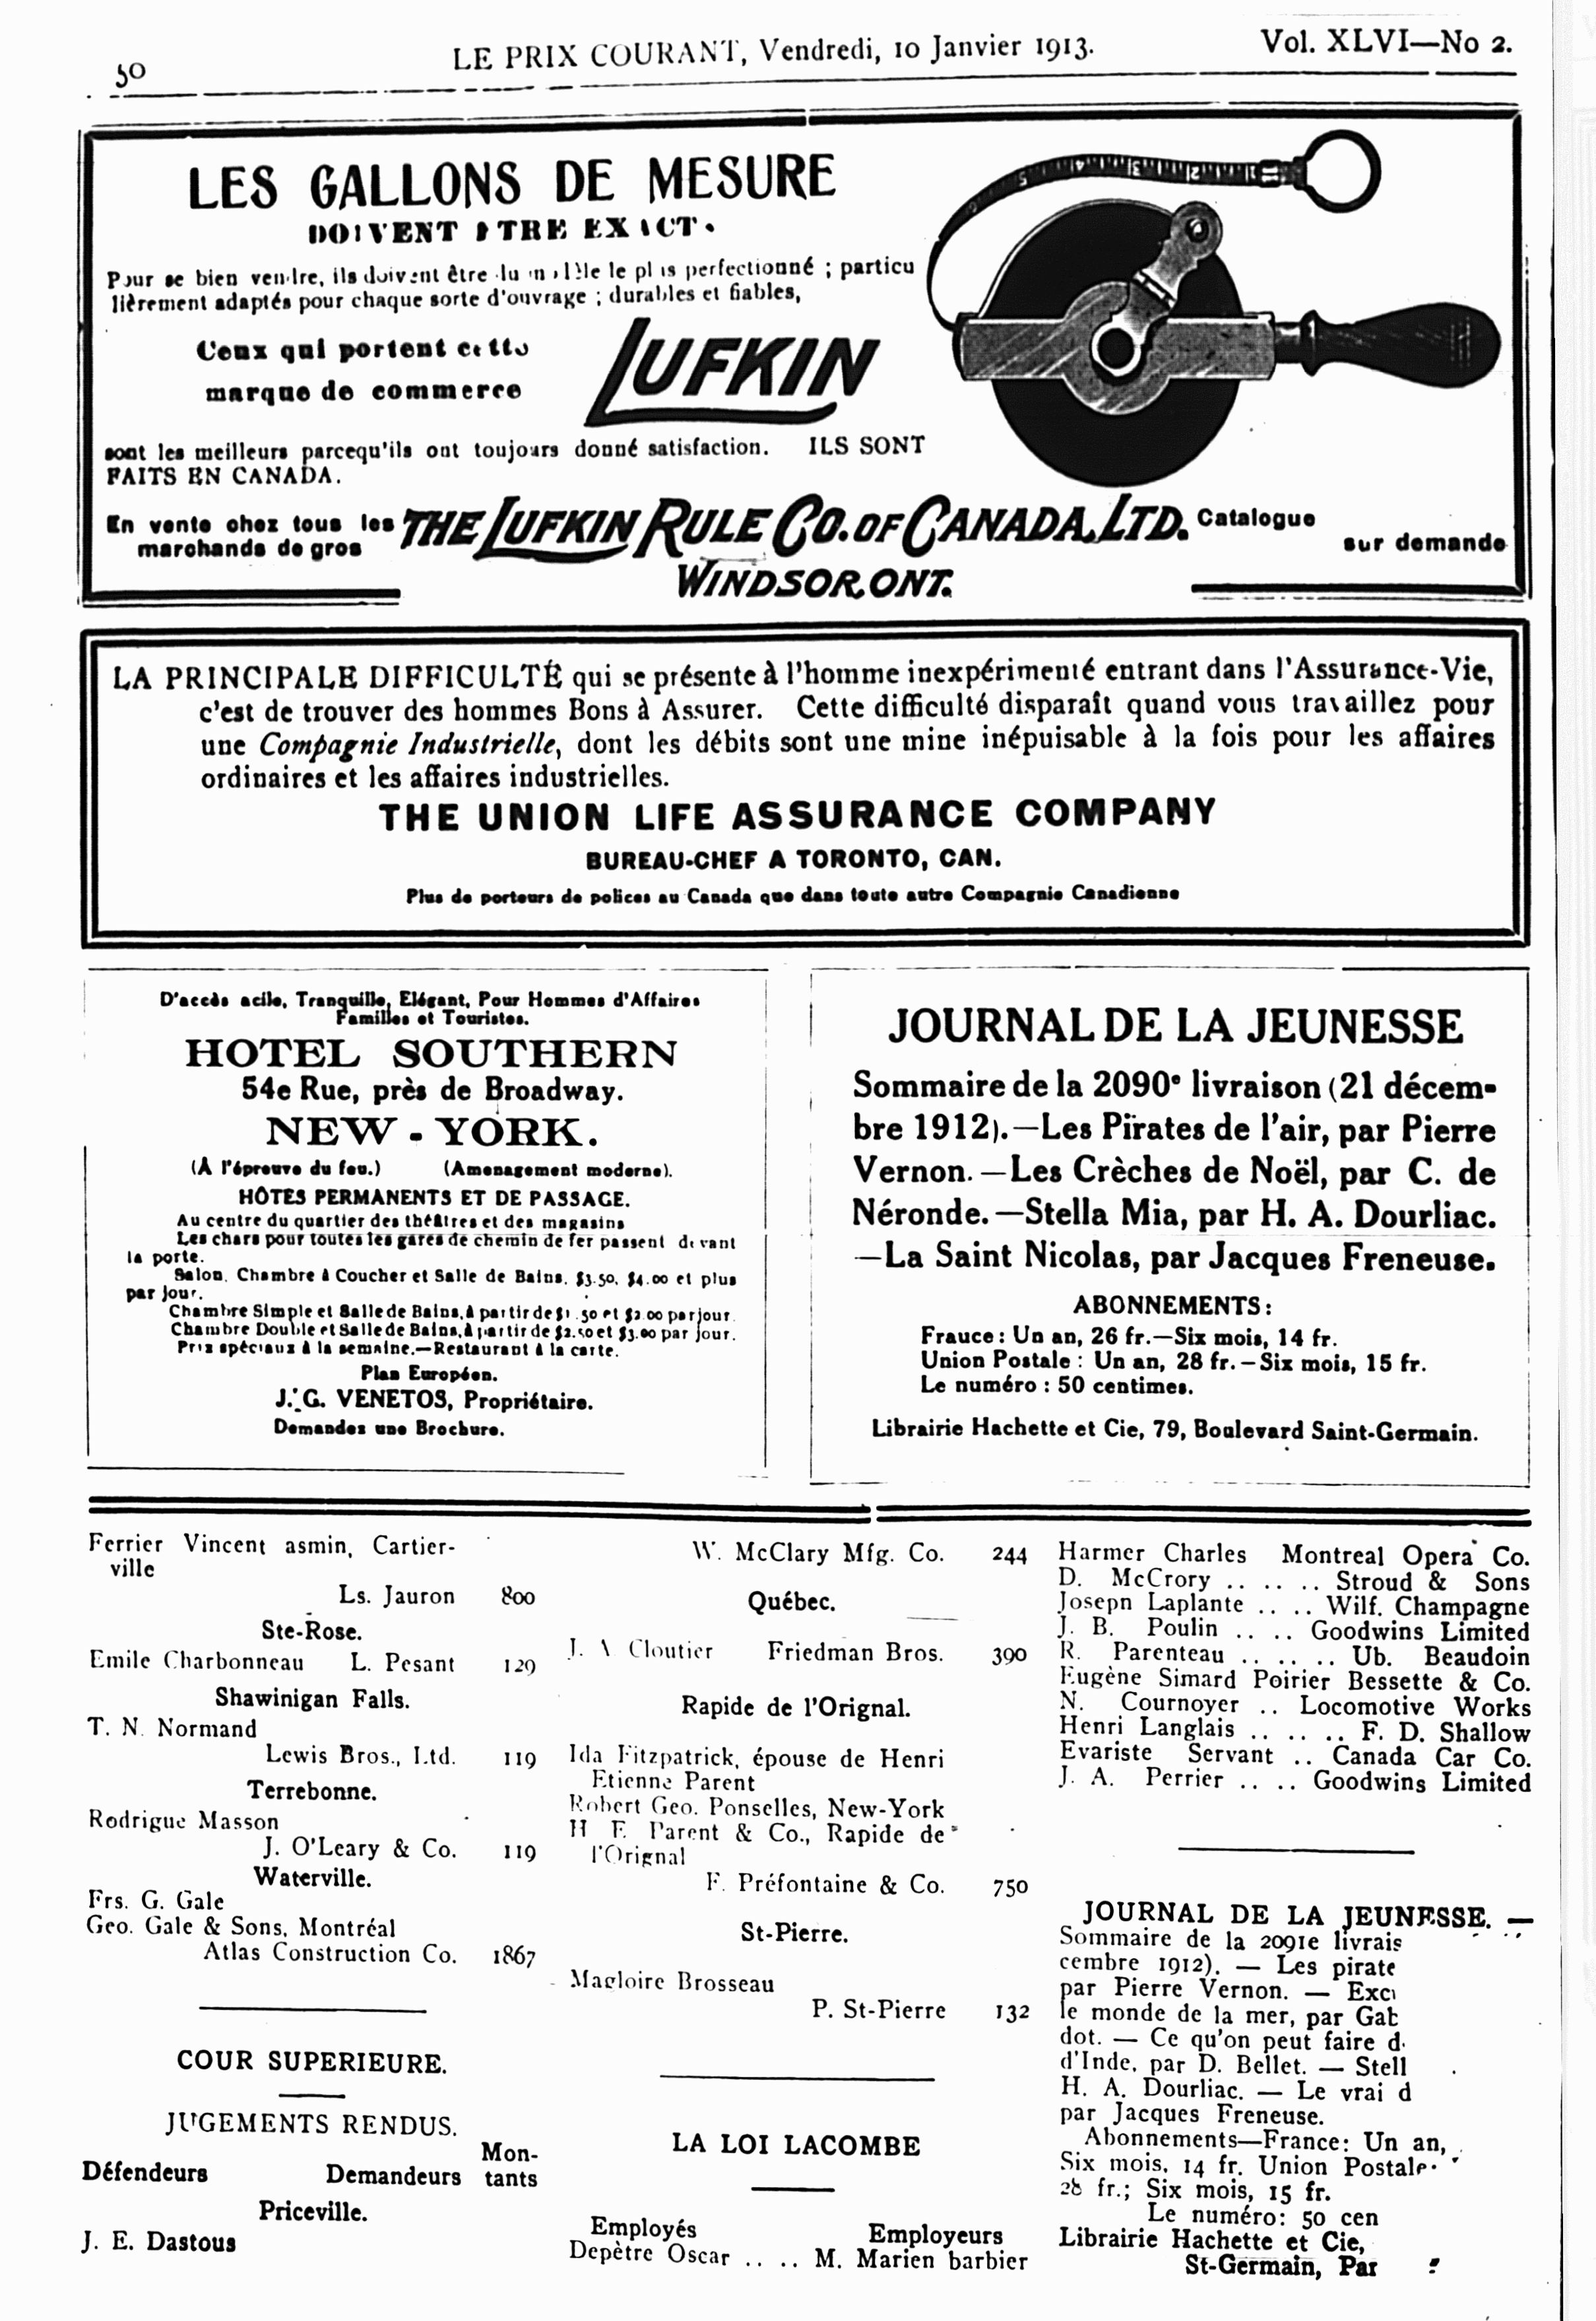 50
LE PRIX COURANT, Vendredi, 10 Janvier 1913.
Vol. XLVI—No 2.
LES GALLONS DE MESURE
DOIVENT ETRE EXACT.
Pour se bien vendre, ils doivent être du modèle le plus perfectionné ; particu
lièrement adaptés pour chaque sorte d'ouvrage ; durables et fiables,
Ceux qui portent cette
marque de commerce
LUFKIN
sont les meilleurs parcequ'ils ont toujours donné satisfaction. ILS SONT
FAITS EN CANADA.
En vente chez tous les
marchands de gros
THE LUFKIN RULE CO. OF CANADA, LTD.
WINDSOR, ONT.
Catalogue
sur demande
LA PRINCIPALE DIFFICULTÉ qui se présente à l'homme inexpérimenté entrant dans l'Assurance-Vie,
c'est de trouver des hommes Bons à Assurer. Cette difficulté disparaît quand vous travaillez pour
une Compagnie Industrielle, dont les débits sont une mine inépuisable à la fois pour les affaires
ordinaires et les affaires industrielles.
THE UNION LIFE ASSURANCE COMPANY
BUREAU-CHEF A TORONTO, CAN.
Plus de porteurs de polices au Canada que dans toute autre Compagnie Canadienne
D'accès acile, Tranquille, Elégant, Pour Hommes d'Affaires
Familles et Touristes.
HOTEL SOUTHERN
54e Rue, près de Broadway.
NEW-YORK.
(À l'épreuve du feu.) (Amenagement moderne).
HÔTES PERMANENTS ET DE PASSAGE.
Au centre du quartier des théâtres et des magasins
Les chars pour toutes les gares de chemin de fer passent devant
la porte.
Salon, Chambre à Coucher et Salle de Bains, $3.50, $4.00 et plus
par jour.
Chambre Simple et Salle de Bains, à partir de $1.50 et $2.00 par jour.
Chambre Double et Salle de Bains, à partir de $2.50 et $3.00 par jour.
Prix spéciaux à la semaine.—Restaurant à la carte.
Plan Européen.
J. G. VENETOS, Propriétaire.
Demandez une Brochure.
JOURNAL DE LA JEUNESSE
Sommaire de la 2090e livraison (21 décem-
bre 1912).—Les Pirates de l'air, par Pierre
Vernon.—Les Crèches de Noël, par C. de
Néronde.—Stella Mia, par H. A. Dourliac.
—La Saint Nicolas, par Jacques Freneuse.
ABONNEMENTS:
France: Un an, 26 fr.—Six mois, 14 fr.
Union Postale: Un an, 28 fr.—Six mois, 15 fr.
Le numéro: 50 centimes.
Librairie Hachette et Cie, 79, Boulevard Saint-Germain.
Ferrier Vincent asmin, Cartier-
ville
Ls. Jauron 800
Ste-Rose.
Emile Charbonneau L. Pesant 129
Shawinigan Falls.
T. N. Normand
Lewis Bros., Ltd. 119
Terrebonne.
Rodrigue Masson
J. O'Leary & Co. 119
Waterville.
Frs. G. Gale
Geo. Gale & Sons, Montréal
Atlas Construction Co. 1867
COUR SUPERIEURE.
JUGEMENTS RENDUS.
Mon-
Défendeurs Demandeurs tants
Priceville.
J. E. Dastous
W. McClary Mfg. Co. 244
Québec.
J. A Cloutier Friedman Bros. 390
Rapide de l'Orignal.
Ida Fitzpatrick, épouse de Henri
Etienne Parent
Robert Geo. Ponselles, New-York
H E. Parent & Co., Rapide de
l'Orignal
F. Préfontaine & Co. 750
St-Pierre.
Magloire Brosseau
P. St-Pierre 132
LA LOI LACOMBE
Employés Employeurs
Depètre Oscar .. .. M. Marien barbier
Harmer Charles Montreal Opera Co.
D. McCrory .. .. .. Stroud & Sons
Joseph Laplante .. .. Wilf. Champagne
J. B. Poulin .. .. Goodwins Limited
R. Parenteau .. .. .. Ub. Beaudoin
Eugène Simard Poirier Bessette & Co.
N. Cournoyer .. Locomotive Works
Henri Langlais .. .. .. F. D. Shallow
Evariste Servant .. Canada Car Co.
J. A. Perrier .. .. Goodwins Limited
JOURNAL DE LA JEUNESSE. —
Sommaire de la 2091e livrais
cembre 1912). — Les pirate
par Pierre Vernon. — Exc
le monde de la mer, par Gab
dot. — Ce qu'on peut faire d
d'Inde, par D. Bellet. — Stell
H. A. Dourliac. — Le vrai d
par Jacques Freneuse.
Abonnements—France: Un an,
Six mois, 14 fr. Union Postale
28 fr.; Six mois, 15 fr.
Le numéro: 50 cen
Librairie Hachette et Cie,
St-Germain, Par